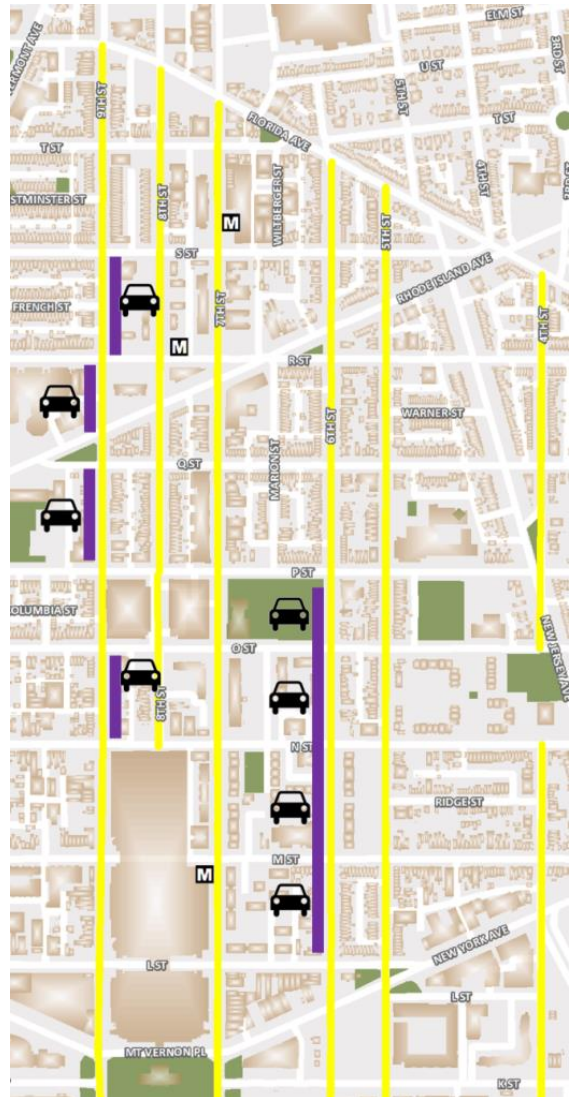 ELM ST
ERMONT AVE
3RD ST
U ST
9TH ST
5TH ST
FLORIDA AVE
T ST
T ST
4TH ST
STMINSTER ST
8TH ST
WILTBERGER ST
M
5TH ST
S ST
RHODE ISLAND AVE
FRENCH ST
7TH ST
4TH ST
M
R ST
WARNER ST
6TH ST
Q ST
MARION ST
P ST
OLUMBIA ST
O ST
NEW JERSEY AVE
8TH ST
N ST
RIDGE ST
M ST
M
NEW YORK AVE
L ST
L ST
MT VERNON PL
K ST